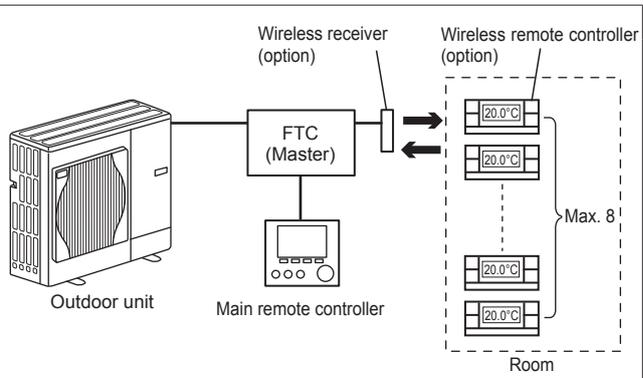 Wireless receiver
(option)
Wireless remote controller
(option)
FTC
(Master)
20.0°C
20.0°C
Max. 8
20.0°C
20.0°C
Outdoor unit
Main remote controller
Room